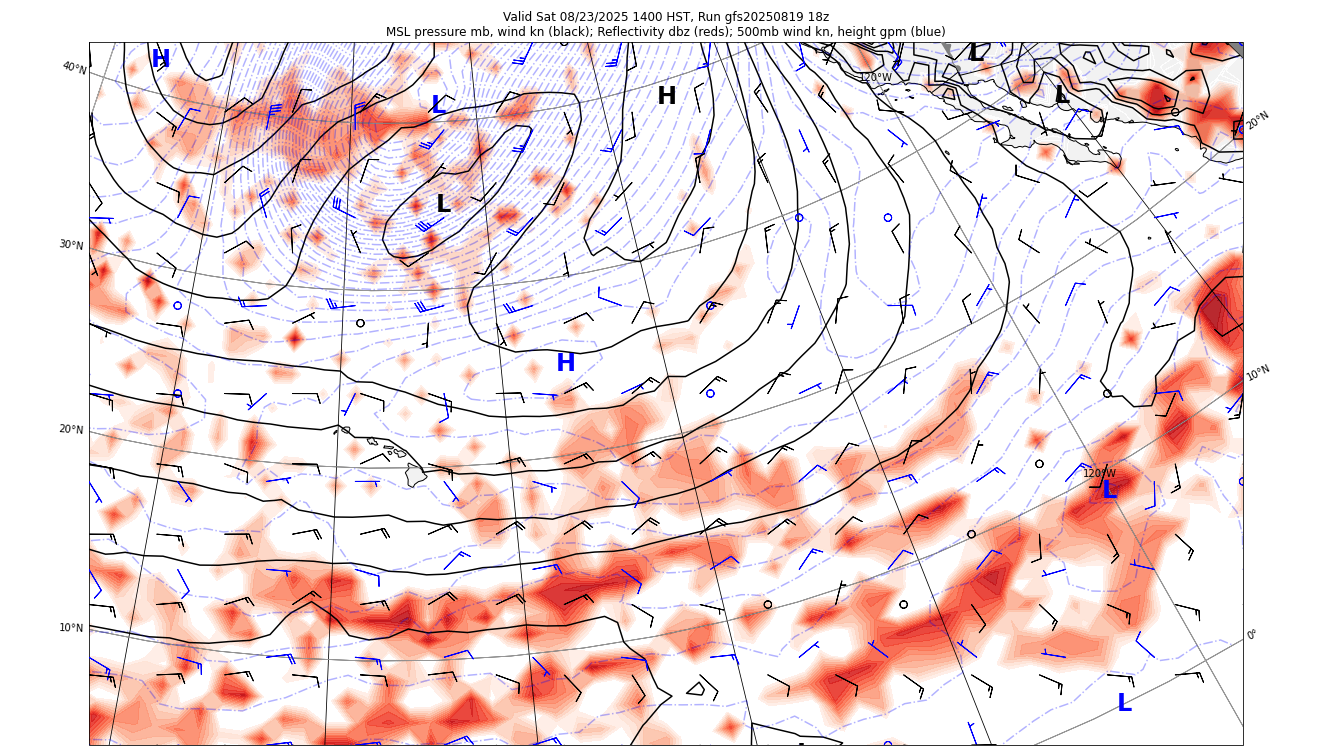 Valid Sat 08/23/2025 1400 HST, Run gfs20250819 18z
MSL pressure mb, wind kn (black); Reflectivity dbz (reds); 500mb wind kn, height gpm (blue)
H
L
40°N
120°W
L
H
L
20°N
L
30°N
H
10°N
20°N
120°W
L
10°N
0°
L